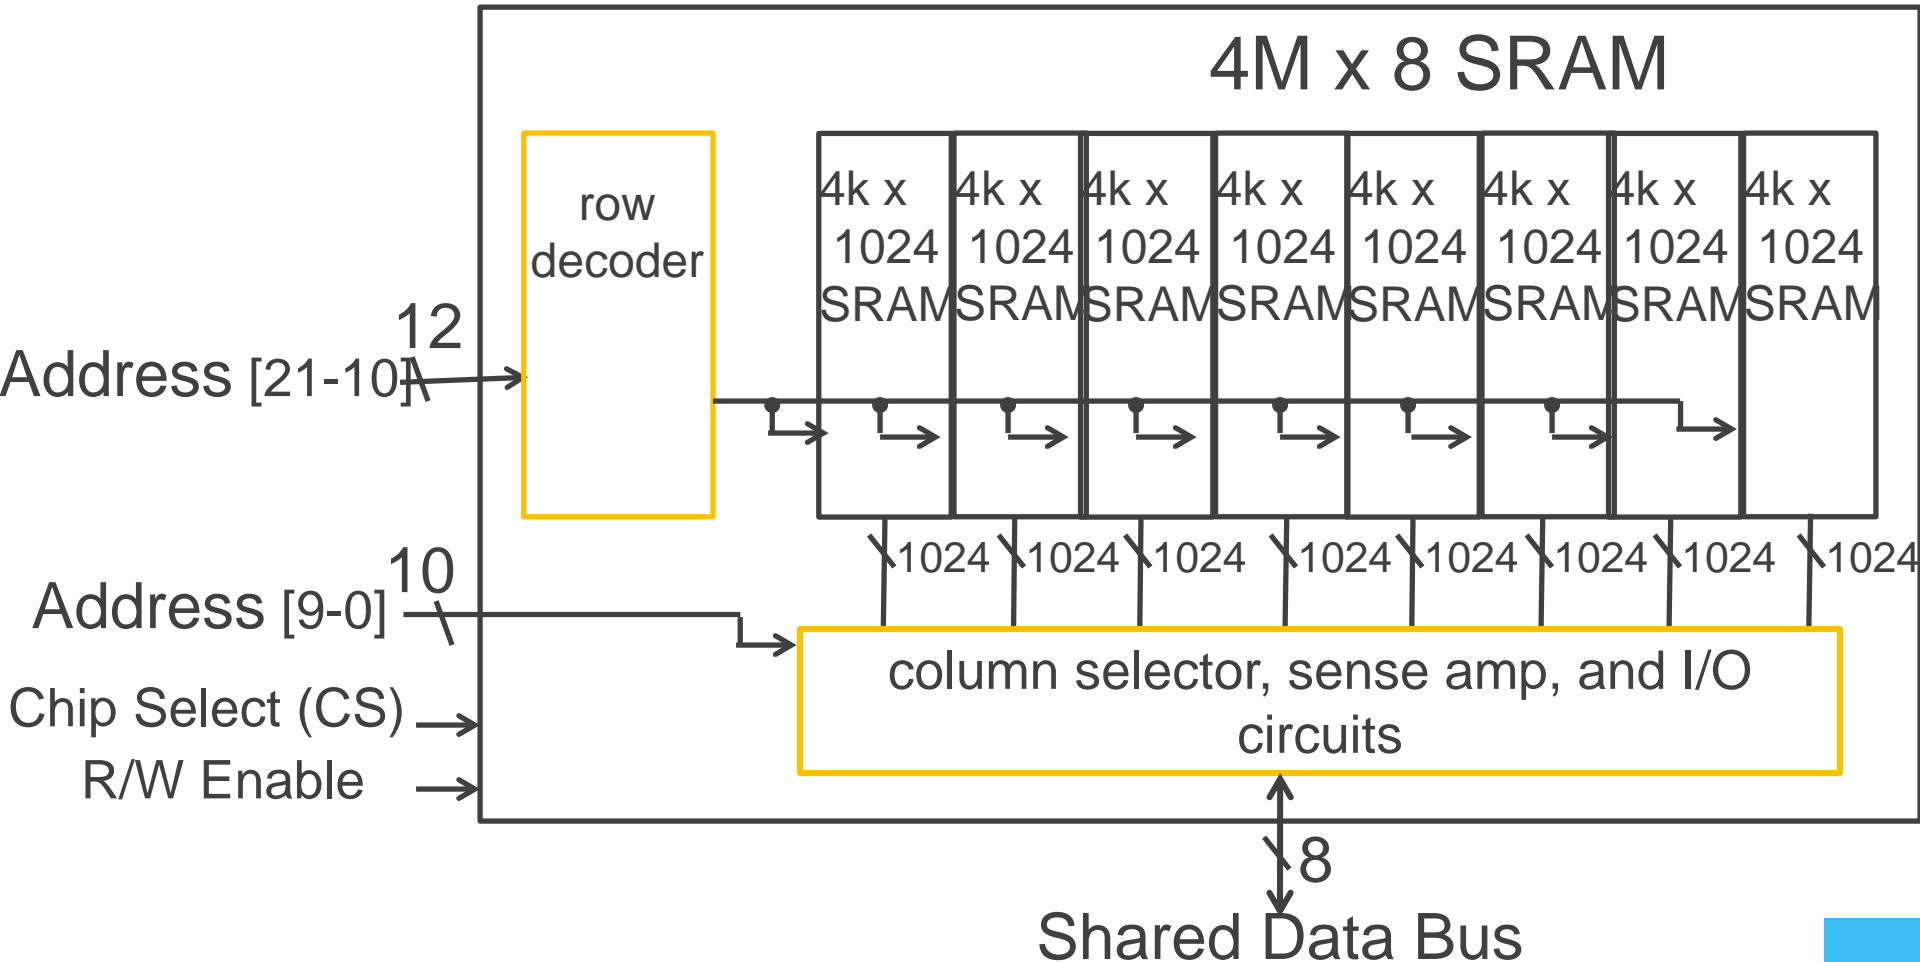 4M x 8 SRAM
row
decoder
4k x
1024
SRAM
4k x
1024
SRAM
4k x
1024
SRAM
4k x
1024
SRAM
4k x
1024
SRAM
4k x
1024
SRAM
4k x
1024
SRAM
4k x
1024
SRAM
12
Address [21-10]
1024 1024 1024 1024 1024 1024 1024 1024
10
Address [9-0]
column selector, sense amp, and I/O
circuits
Chip Select (CS)
R/W Enable
8
Shared Data Bus